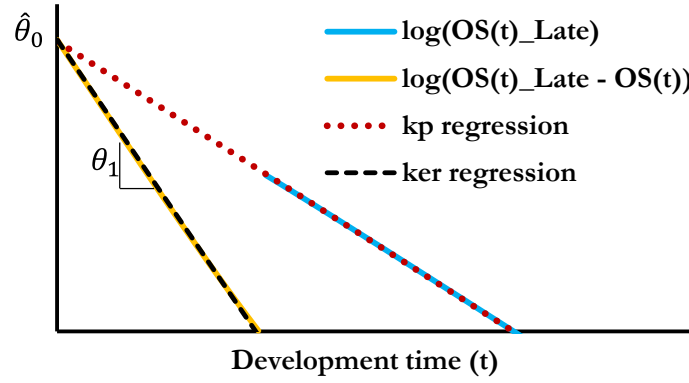 θ̂₀
log(OS(t)_Late)
log(OS(t)_Late - OS(t))
kp regression
ker regression
θ₁
Development time (t)